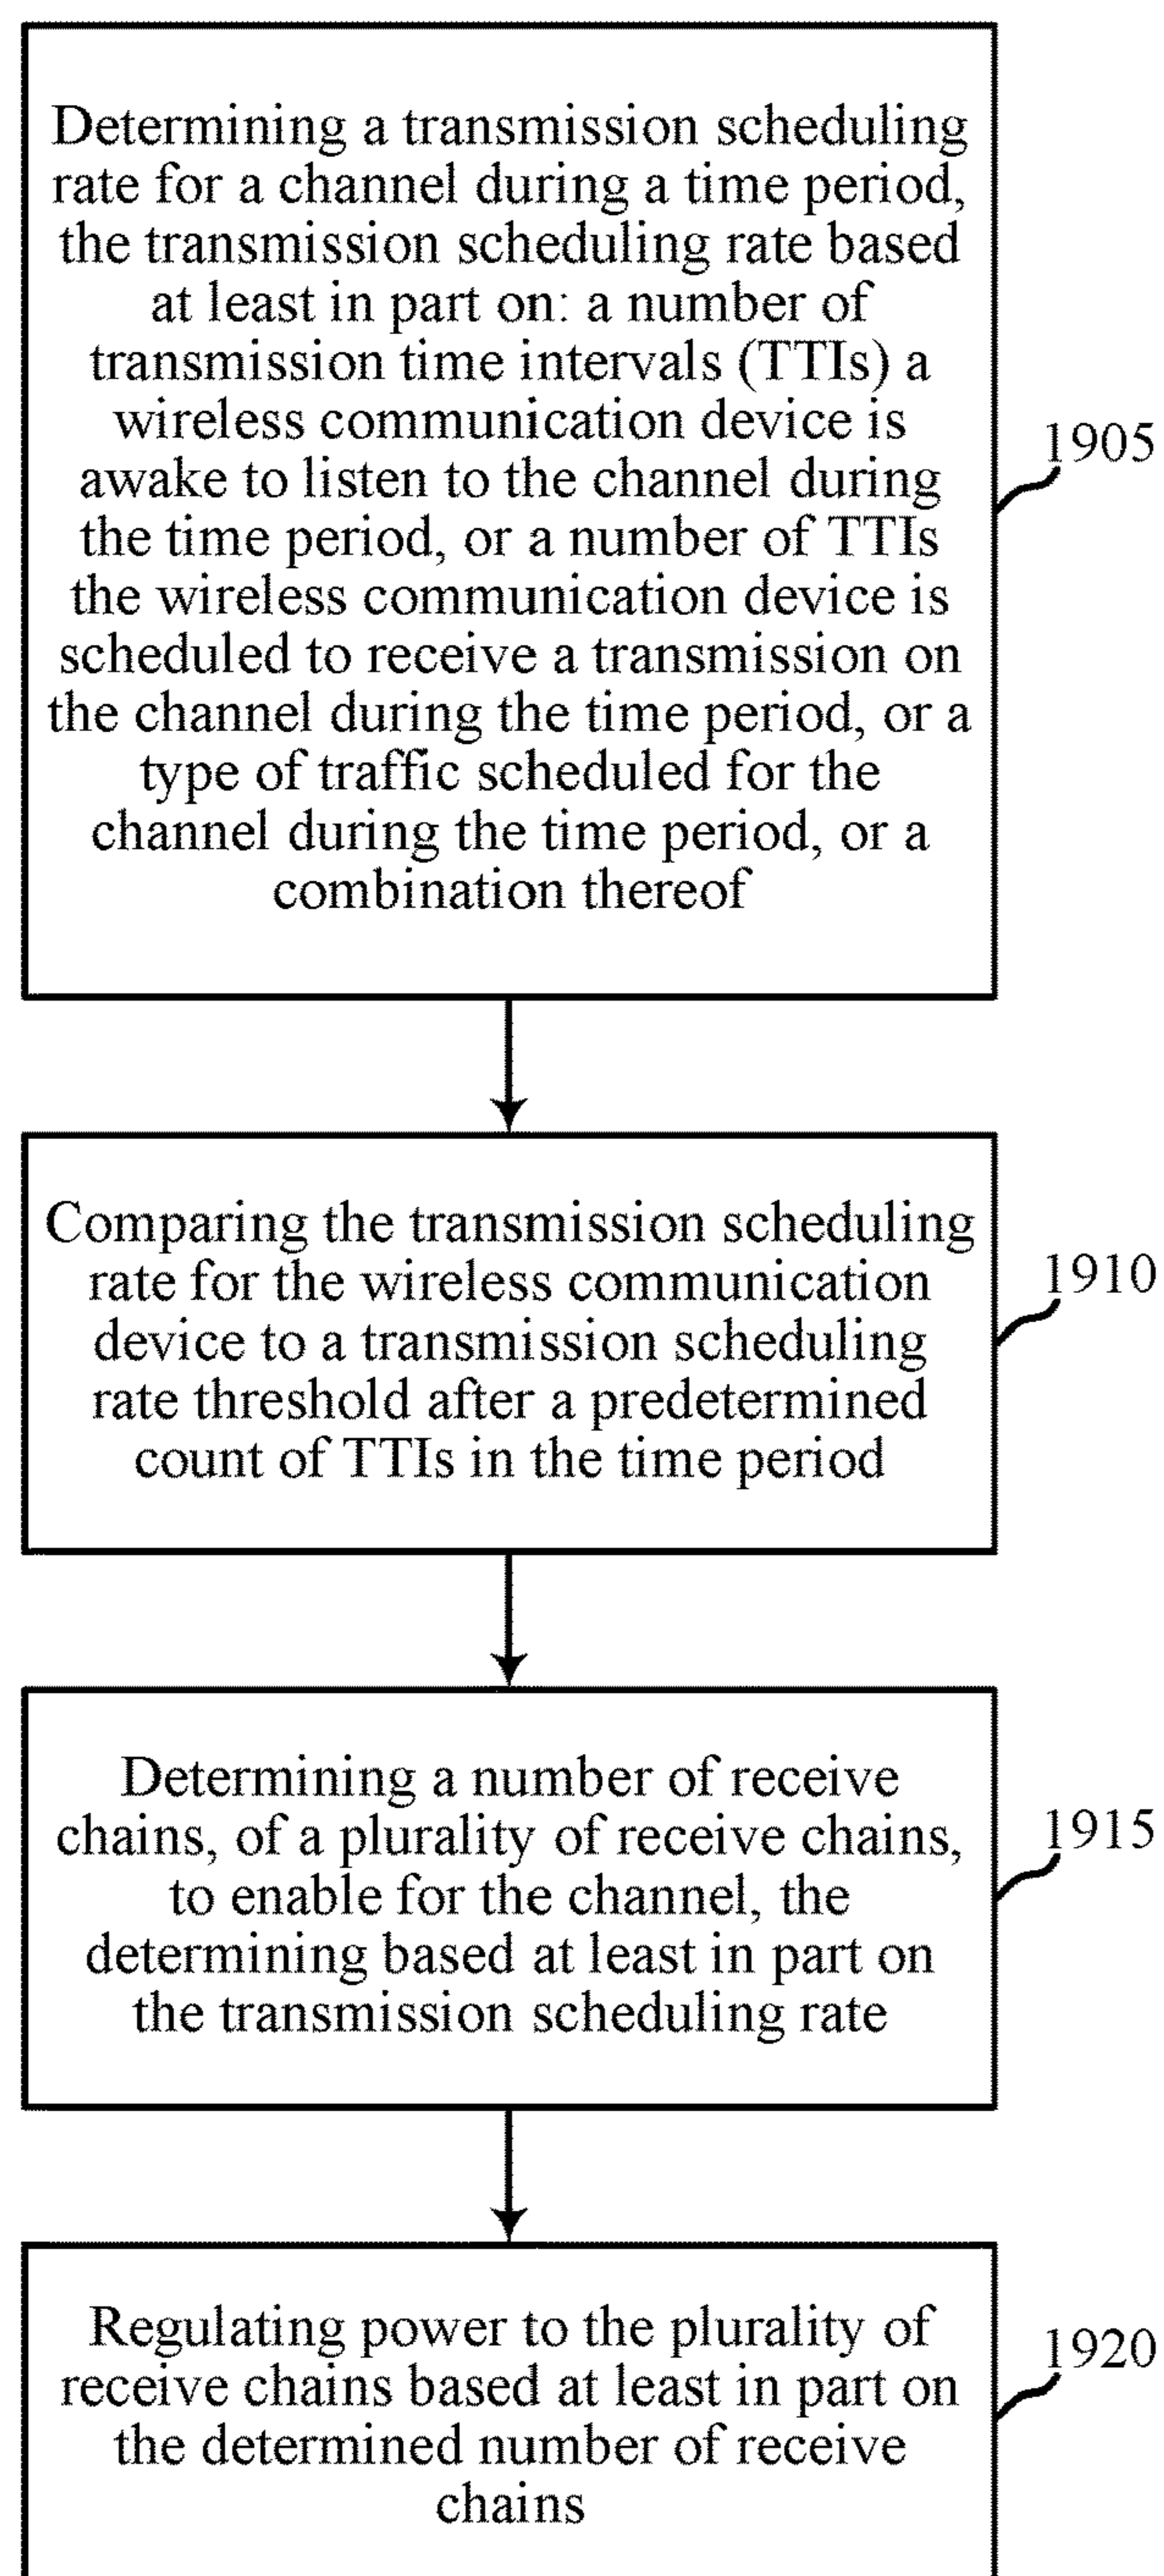 Determining a transmission scheduling
rate for a channel during a time period,
the transmission scheduling rate based
at least in part on: a number of
transmission time intervals (TTIs) a
wireless communication device is
awake to listen to the channel during
the time period, or a number of TTIs
the wireless communication device is
scheduled to receive a transmission on
the channel during the time period, or a
type of traffic scheduled for the
channel during the time period, or a
combination thereof
1905
Comparing the transmission scheduling
rate for the wireless communication
device to a transmission scheduling
rate threshold after a predetermined
count of TTIs in the time period
1910
Determining a number of receive
chains, of a plurality of receive chains,
to enable for the channel, the
determining based at least in part on
the transmission scheduling rate
1915
Regulating power to the plurality of
receive chains based at least in part on
the determined number of receive
chains
1920